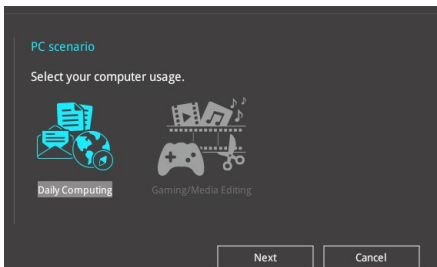 PC scenario
Select your computer usage.
Daily Computing
Gaming/Media Editing
Next
Cancel